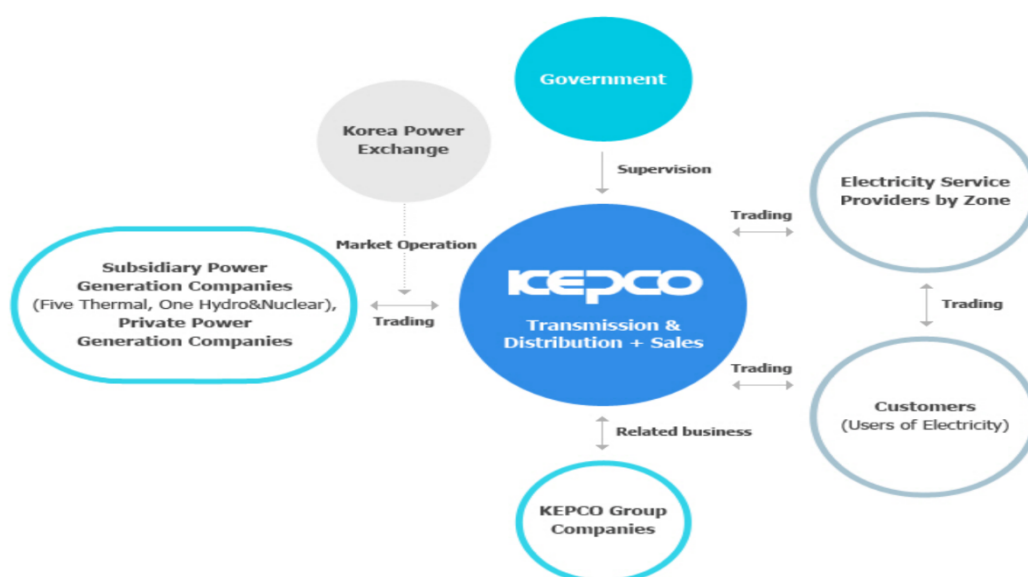 Government
Korea Power
Exchange
Supervision
Electricity Service
Providers by Zone
Trading
Market Operation
Subsidiary Power
Generation Companies
(Five Thermal, One Hydro&Nuclear),
Private Power
Generation Companies
Trading
KEPCO
Transmission &
Distribution + Sales
Trading
Trading
Customers
(Users of Electricity)
Related business
KEPCO Group
Companies